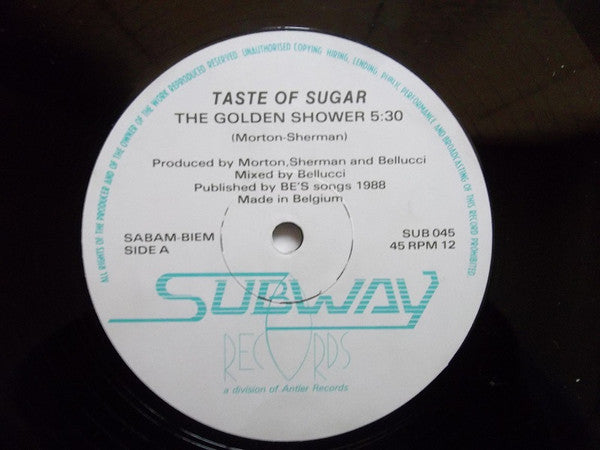 ALL RIGHTS OF THE PRODUCER AND OF THE OWNER OF THE WORK REPRODUCED RESERVED. UNAUTHORISED COPYING, HIRING, LENDING, PUBLIC PERFORMANCE AND BROADCASTING OF THIS RECORD PROHIBITED
TASTE OF SUGAR
THE GOLDEN SHOWER 5:30
(Morton-Sherman)
Produced by Morton,Sherman and Bellucci
Mixed by Bellucci
Published by BE'S songs 1988
Made in Belgium
SABAM-BIEM SUB 045
SIDE A 45 RPM 12
SUBWAY
RECORDS
a division of Antler Records